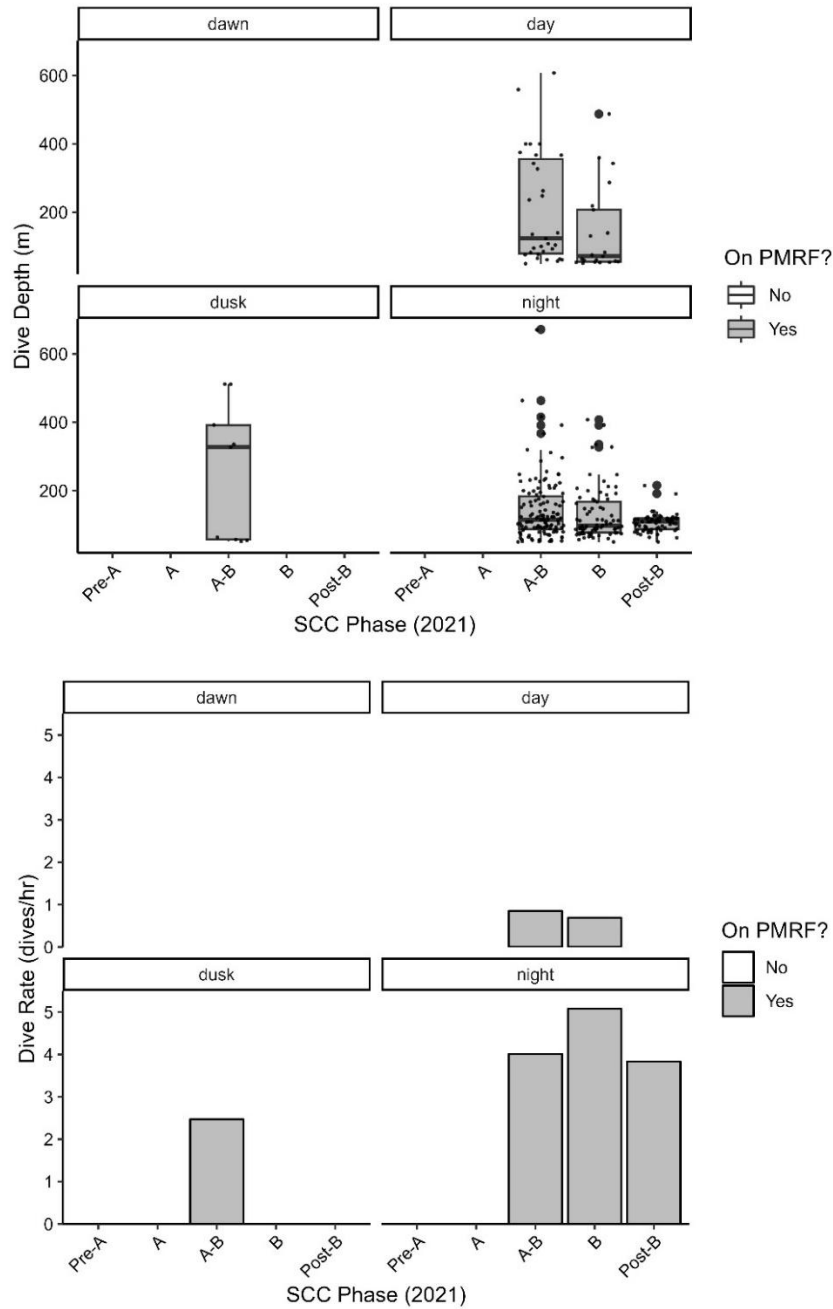 dawn day
600
400
200
Dive Depth (m)
On PMRF?
No
Yes
dusk night
600
400
200
Pre-A A A-B B Post-B Pre-A A A-B B Post-B
SCC Phase (2021)
dawn day
5
4
3
2
1
0
Dive Rate (dives/hr)
On PMRF?
No
Yes
dusk night
5
4
3
2
1
0
Pre-A A A-B B Post-B Pre-A A A-B B Post-B
SCC Phase (2021)